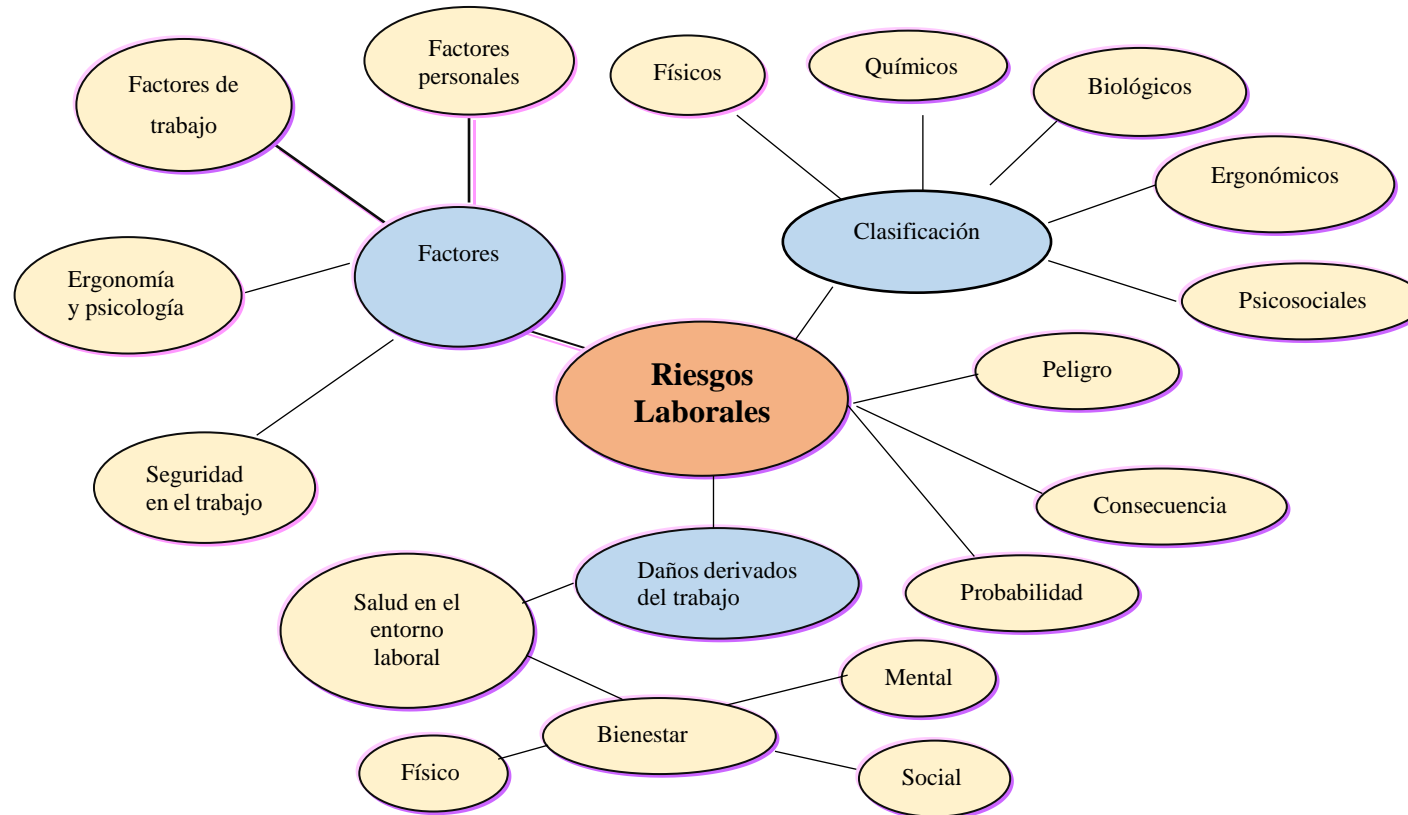 Factores
personales
Físicos
Químicos
Factores de
trabajo
Biológicos
Ergonómicos
Clasificación
Factores
Ergonomía
y psicología
Psicosociales
Riesgos
Laborales
Peligro
Seguridad
en el trabajo
Consecuencia
Daños derivados
del trabajo
Probabilidad
Salud en el
entorno
laboral
Mental
Bienestar
Físico
Social